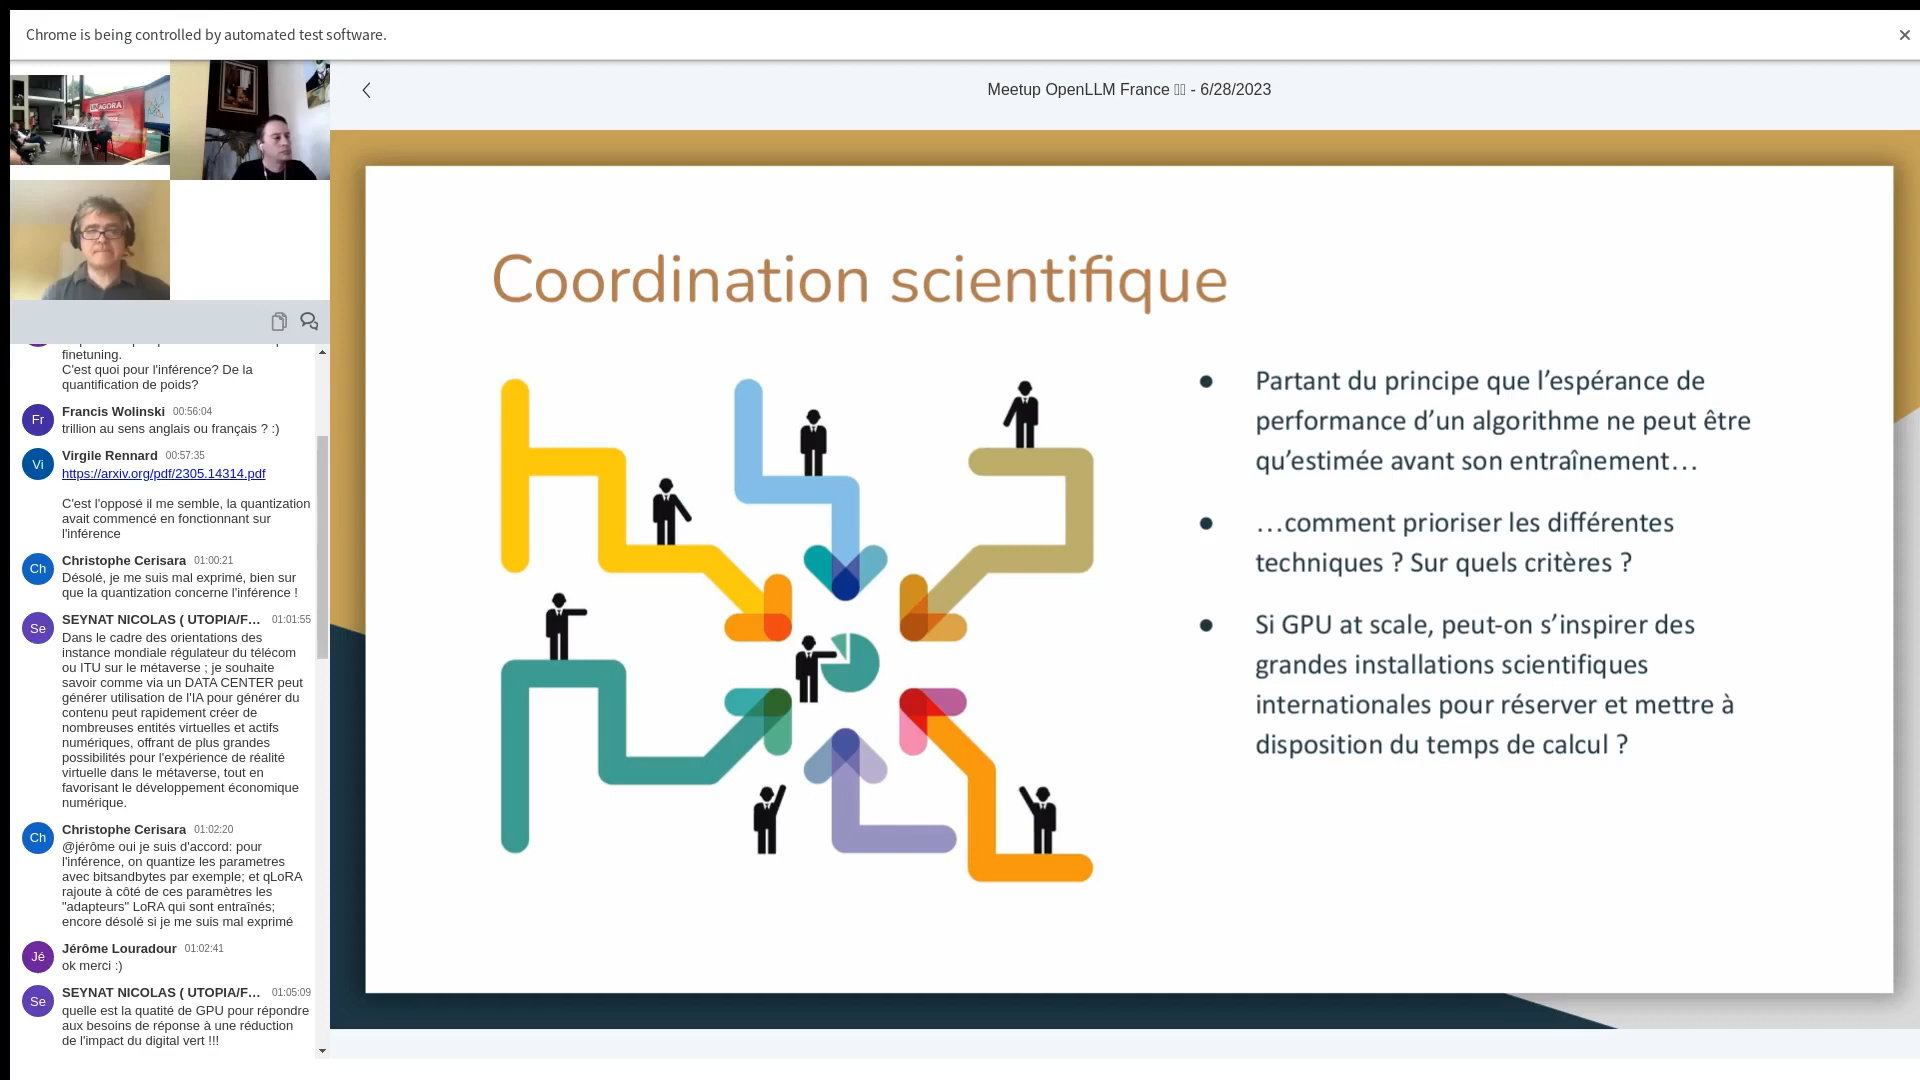 Chrome is being controlled by automated test software.
Meetup OpenLLM France - 6/28/2023
LINAGORA
finetuning.
C'est quoi pour l'inférence? De la
quantification de poids?
Fr
Francis Wolinski 00:56:04
trillion au sens anglais ou français ? :)
Vi
Virgile Rennard 00:57:35
https://arxiv.org/pdf/2305.14314.pdf
C'est l'opposé il me semble, la quantization
avait commencé en fonctionnant sur
l'inférence
Ch
Christophe Cerisara 01:00:21
Désolé, je me suis mal exprimé, bien sur
que la quantization concerne l'inférence !
Se
SEYNAT NICOLAS ( UTOPIA/F… 01:01:55
Dans le cadre des orientations des
instance mondiale régulateur du télécom
ou ITU sur le métaverse ; je souhaite
savoir comme via un DATA CENTER peut
générer utilisation de l'IA pour générer du
contenu peut rapidement créer de
nombreuses entités virtuelles et actifs
numériques, offrant de plus grandes
possibilités pour l'expérience de réalité
virtuelle dans le métaverse, tout en
favorisant le développement économique
numérique.
Ch
Christophe Cerisara 01:02:20
@jérôme oui je suis d'accord: pour
l'inférence, on quantize les parametres
avec bitsandbytes par exemple; et qLoRA
rajoute à côté de ces paramètres les
"adapteurs" LoRA qui sont entraînés;
encore désolé si je me suis mal exprimé
Jé
Jérôme Louradour 01:02:41
ok merci :)
Se
SEYNAT NICOLAS ( UTOPIA/F… 01:05:09
quelle est la quatité de GPU pour répondre
aux besoins de réponse à une réduction
de l'impact du digital vert !!!
Coordination scientifique
● Partant du principe que l’espérance de
performance d’un algorithme ne peut être
qu’estimée avant son entraînement…
● …comment prioriser les différentes
techniques ? Sur quels critères ?
● Si GPU at scale, peut-on s’inspirer des
grandes installations scientifiques
internationales pour réserver et mettre à
disposition du temps de calcul ?